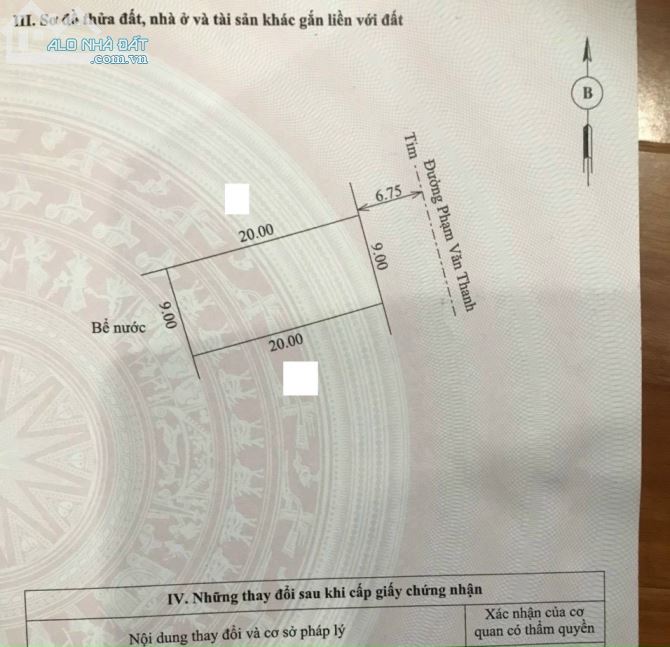 III. Sơ đồ thửa đất, nhà ở và tài sản khác gắn liền với đất
ALO NHÀ ĐẤT
.com.vn
B
Tim
Đường Phạm Văn Thanh
6.75
20.00
9.00
9.00
Bể nước
20.00
IV. Những thay đổi sau khi cấp giấy chứng nhận
Nội dung thay đổi và cơ sở pháp lý
Xác nhận của cơ
quan có thẩm quyền